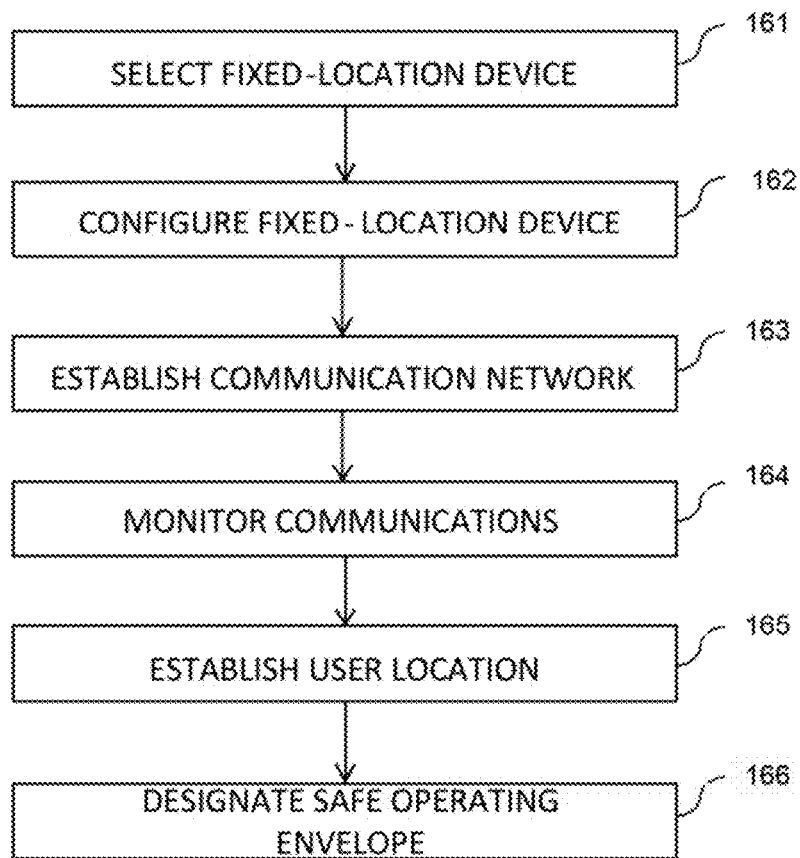 161
SELECT FIXED-LOCATION DEVICE
162
CONFIGURE FIXED-LOCATION DEVICE
163
ESTABLISH COMMUNICATION NETWORK
164
MONITOR COMMUNICATIONS
165
ESTABLISH USER LOCATION
166
DESIGNATE SAFE OPERATING
ENVELOPE